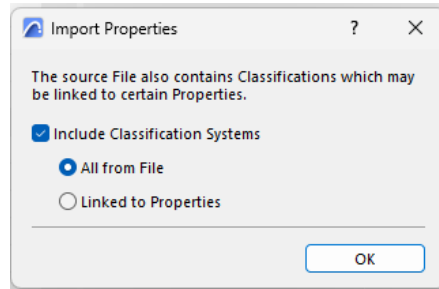 Import Properties
?
The source File also contains Classifications which may
be linked to certain Properties.
Include Classification Systems
All from File
Linked to Properties
OK